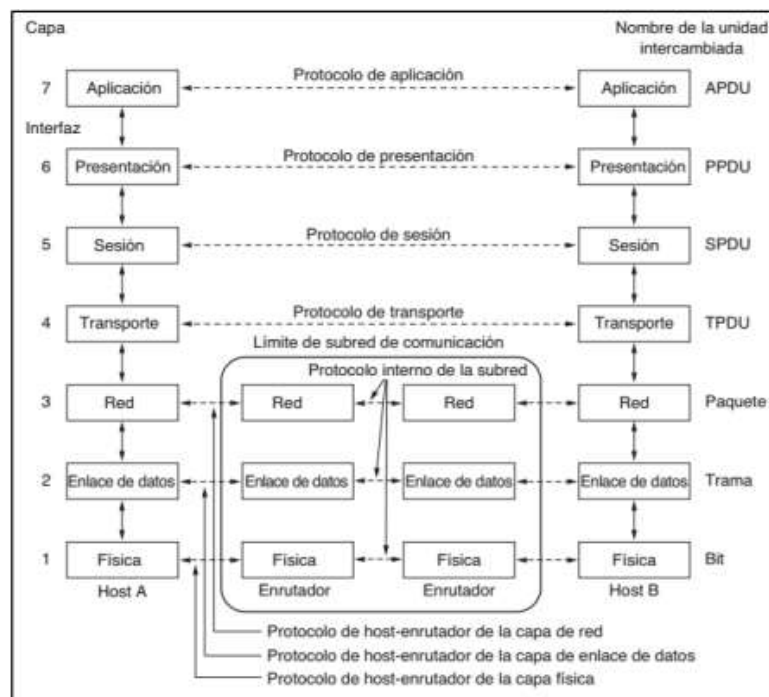 Capa
Nombre de la unidad
intercambiada
7 Aplicación Protocolo de aplicación Aplicación APDU
Interfaz
6 Presentación Protocolo de presentación Presentación PPDU
5 Sesión Protocolo de sesión Sesión SPDU
4 Transporte Protocolo de transporte Transporte TPDU
Límite de subred de comunicación
Protocolo interno de la subred
3 Red Red Red Red Paquete
2 Enlace de datos Enlace de datos Enlace de datos Enlace de datos Trama
1 Física Física Física Física Bit
Host A Enrutador Enrutador Host B
Protocolo de host-enrutador de la capa de red
Protocolo de host-enrutador de la capa de enlace de datos
Protocolo de host-enrutador de la capa física